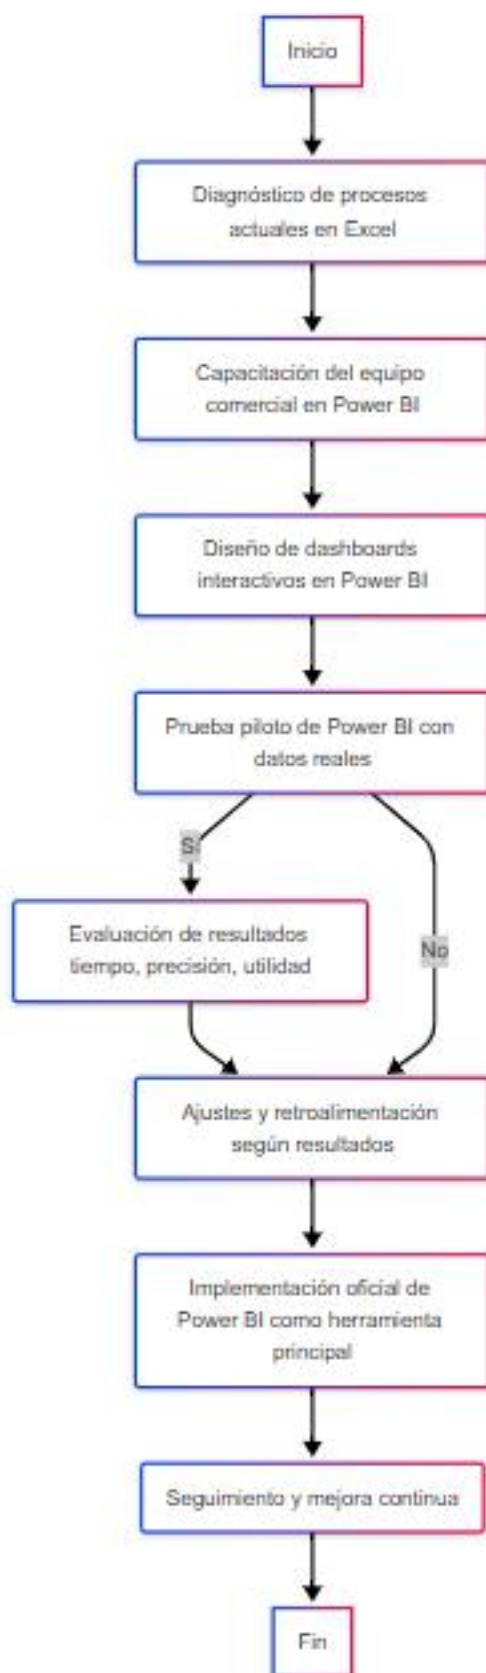 Inicio
Diagnóstico de procesos
actuales en Excel
Capacitación del equipo
comercial en Power BI
Diseño de dashboards
interactivos en Power BI
Prueba piloto de Power BI con
datos reales
Sí
Evaluación de resultados
tiempo, precisión, utilidad
No
Ajustes y retroalimentación
según resultados
Implementación oficial de
Power BI como herramienta
principal
Seguimiento y mejora continua
Fin